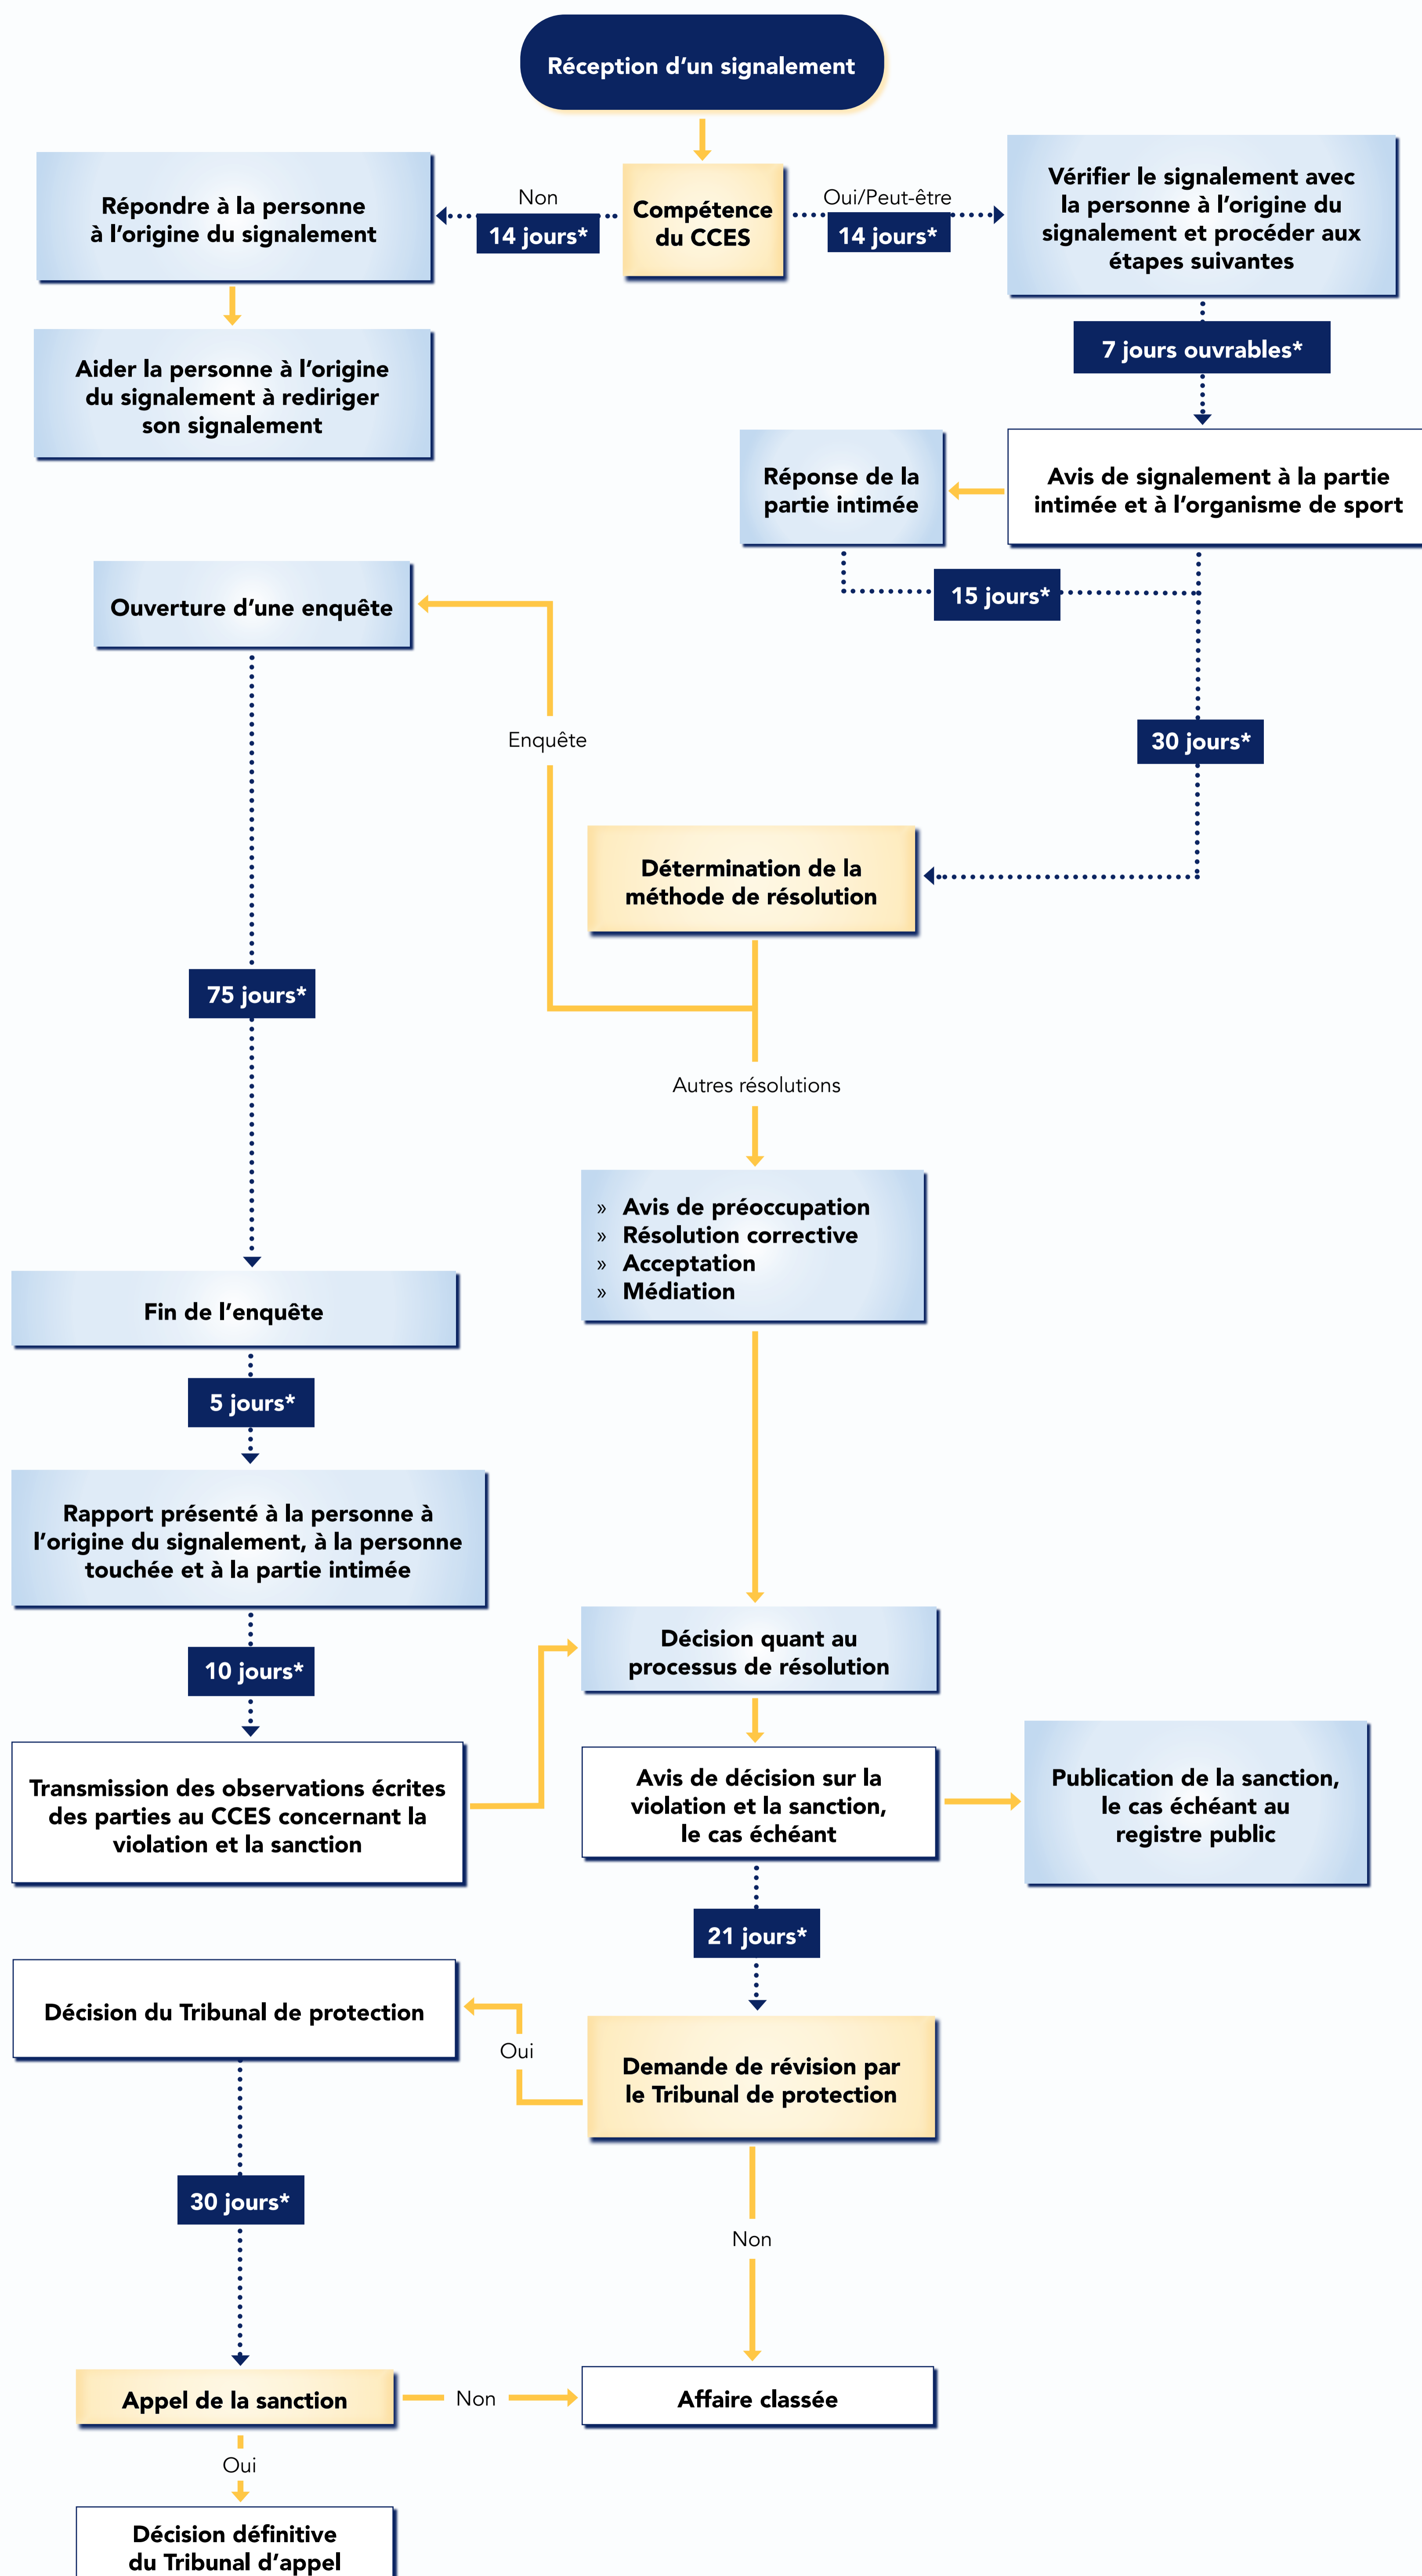 Réception d’un signalement
Répondre à la personne
à l’origine du signalement
Non
14 jours*
Compétence
du CCES
Oui/Peut-être
14 jours*
Vérifier le signalement avec
la personne à l’origine du
signalement et procéder aux
étapes suivantes
Aider la personne à l’origine
du signalement à rediriger
son signalement
7 jours ouvrables*
Réponse de la
partie intimée
Avis de signalement à la partie
intimée et à l’organisme de sport
15 jours*
Ouverture d’une enquête
Enquête
30 jours*
Détermination de la
méthode de résolution
75 jours*
Autres résolutions
» Avis de préoccupation
» Résolution corrective
» Acceptation
» Médiation
Fin de l’enquête
5 jours*
Rapport présenté à la personne à
l’origine du signalement, à la personne
touchée et à la partie intimée
10 jours*
Décision quant au
processus de résolution
Transmission des observations écrites
des parties au CCES concernant la
violation et la sanction
Avis de décision sur la
violation et la sanction,
le cas échéant
Publication de la sanction,
le cas échéant au
registre public
21 jours*
Décision du Tribunal de protection
Oui
Demande de révision par
le Tribunal de protection
30 jours*
Non
Appel de la sanction
Non
Affaire classée
Oui
Décision définitive
du Tribunal d’appel